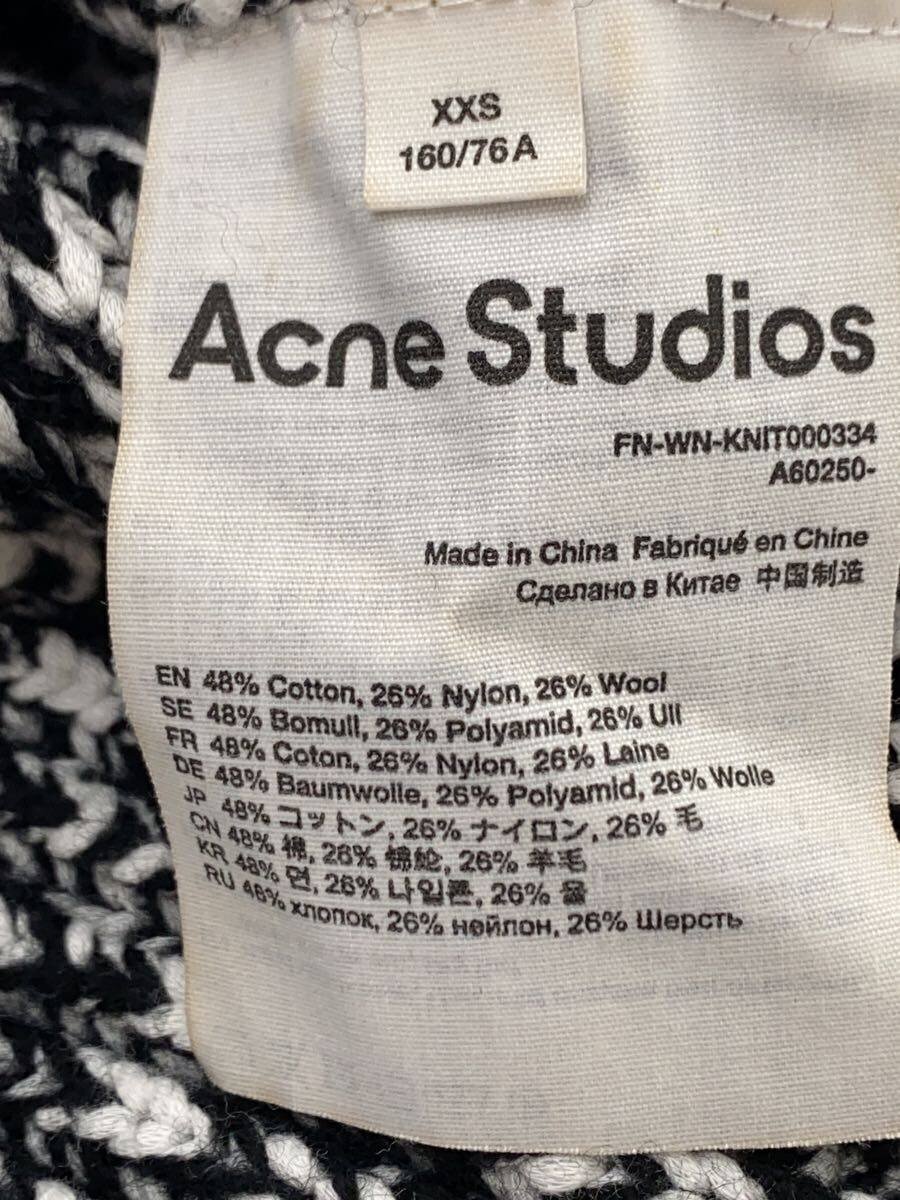 XXS
160/76A
Acne Studios
FN-WN-KNIT000334
A60250-
Made in China Fabriqué en Chine
Сделано в Китае 中国制造
EN 48% Cotton, 26% Nylon, 26% Wool
SE 48% Bomull, 26% Polyamid, 26% Ull
FR 48% Coton, 26% Nylon, 26% Laine
DE 48% Baumwolle, 26% Polyamid, 26% Wolle
JP 48% コットン, 26% ナイロン, 26% 毛
CN 48% 棉, 26% 锦纶, 26% 羊毛
KR 48% 면, 26% 나일론, 26% 울
RU 48% хлопок, 26% нейлон, 26% Шерсть